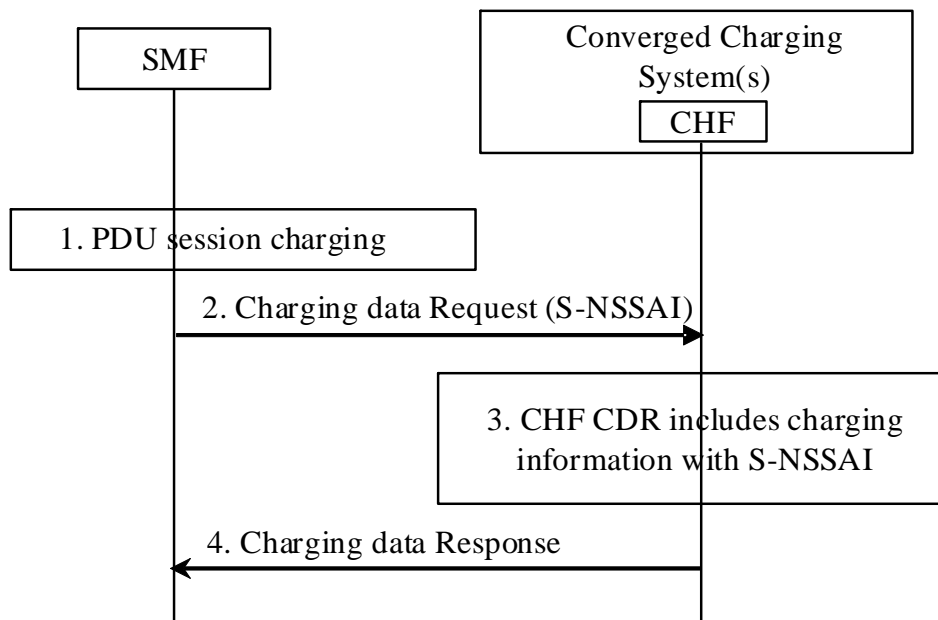 SMF
Converged Charging
System(s)
CHF
1. PDU session charging
2. Charging data Request (S-NSSAI)
3. CHF CDR includes charging
information with S-NSSAI
4. Charging data Response